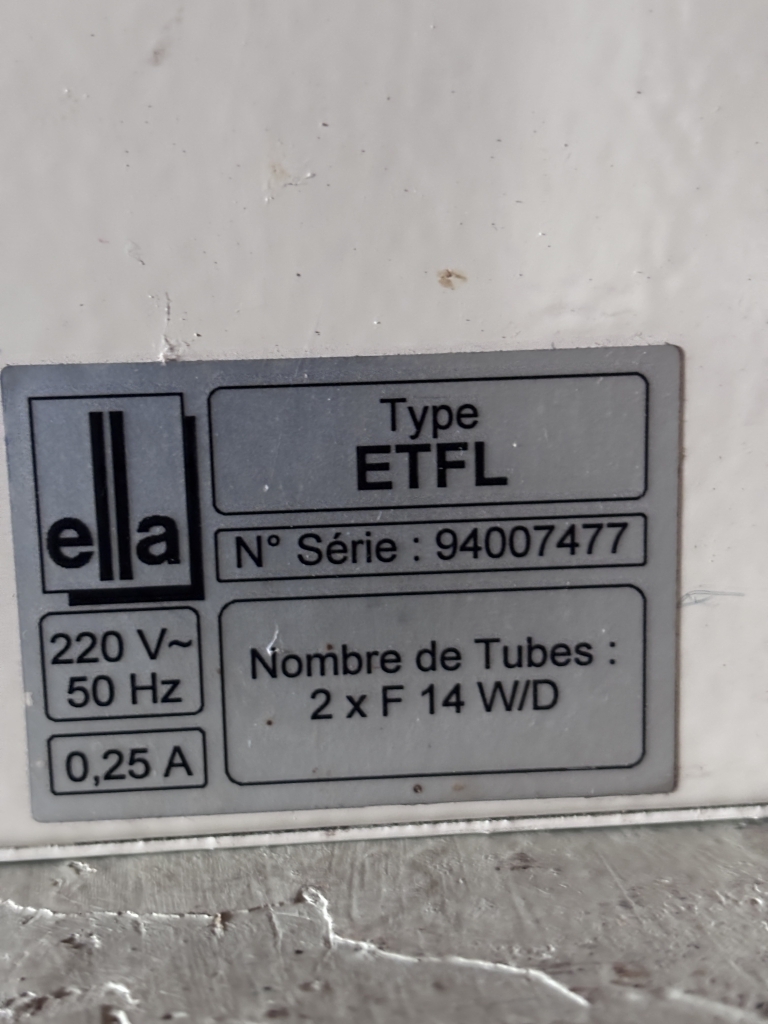 ella
Type
ETFL
N° Série : 94007477
220 V~
50 Hz
0,25 A
Nombre de Tubes :
2 x F 14 W/D